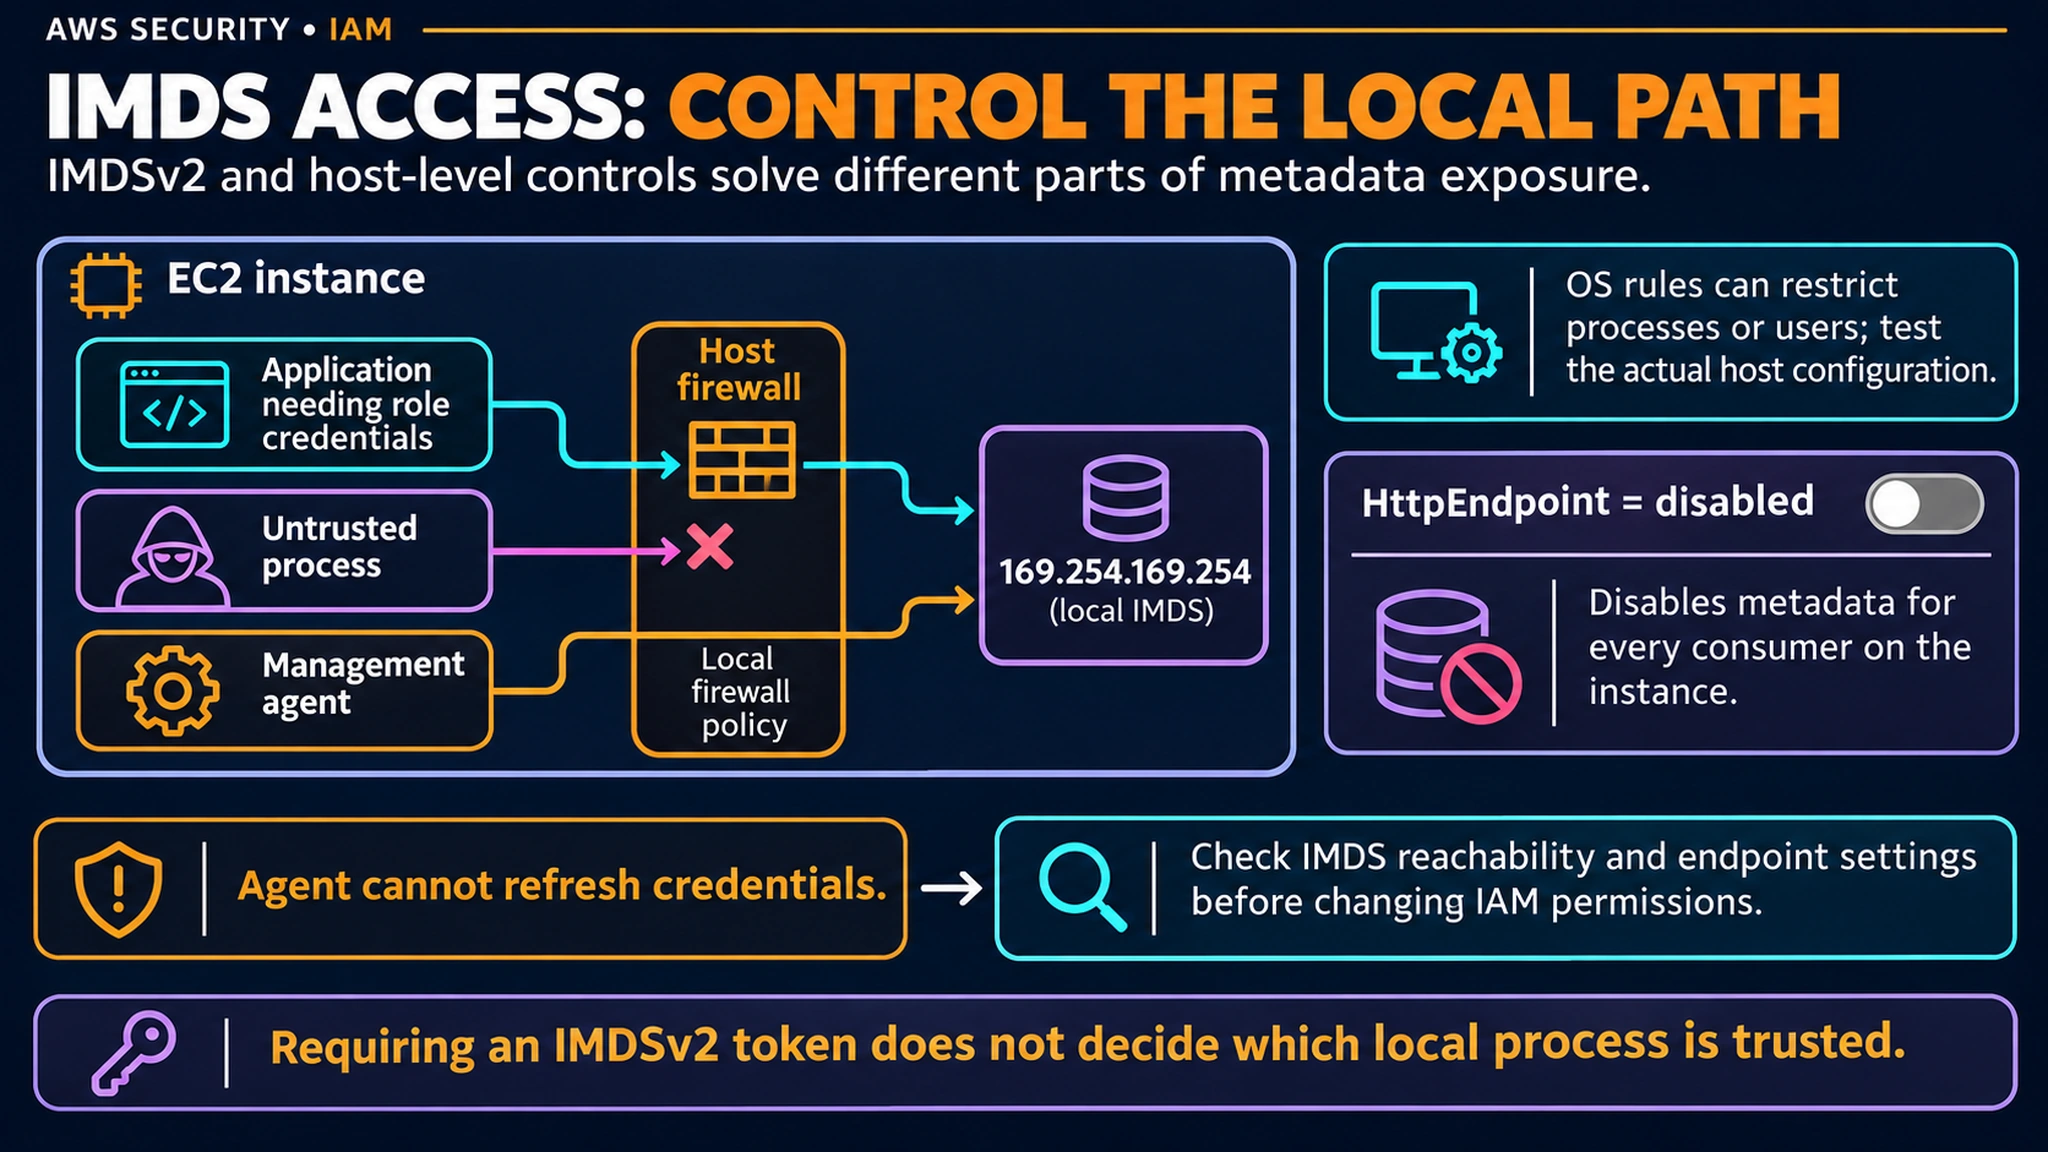 AWS SECURITY • IAM
IMDS ACCESS: CONTROL THE LOCAL PATH
IMDSv2 and host-level controls solve different parts of metadata exposure.
EC2 instance
Application
needing role
credentials
Untrusted
process
Management
agent
Host
firewall
Local
firewall
policy
169.254.169.254
(local IMDS)
OS rules can restrict
processes or users; test
the actual host configuration.
HttpEndpoint = disabled
Disables metadata for
every consumer on the
instance.
Agent cannot refresh credentials.
Check IMDS reachability and endpoint settings
before changing IAM permissions.
Requiring an IMDSv2 token does not decide which local process is trusted.